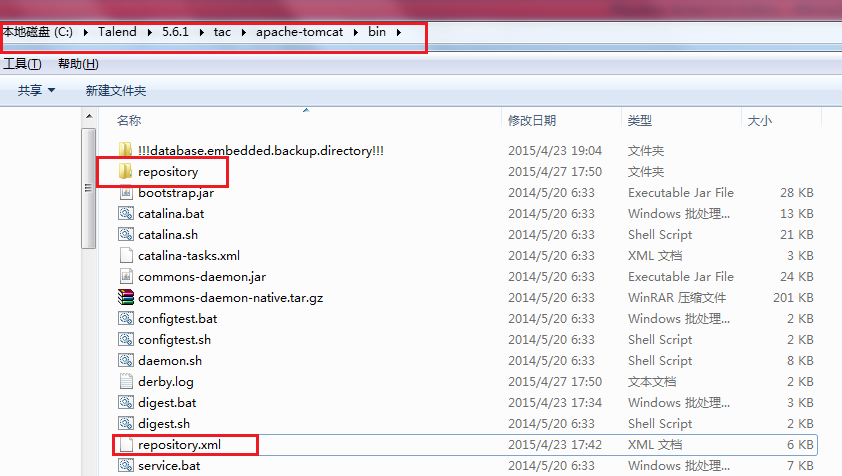 本地磁盘 (C:) ▸ Talend ▸ 5.6.1 ▸ tac ▸ apache-tomcat ▸ bin ▸
工具(T) 帮助(H)
共享 ▼ 新建文件夹
名称 修改日期 类型 大小
!!!database.embedded.backup.directory!!! 2015/4/23 19:04 文件夹
repository 2015/4/27 17:50 文件夹
bootstrap.jar 2014/5/20 6:33 Executable Jar File 28 KB
catalina.bat 2014/5/20 6:33 Windows 批处理... 13 KB
catalina.sh 2014/5/20 6:33 Shell Script 21 KB
catalina-tasks.xml 2014/5/20 6:33 XML 文档 3 KB
commons-daemon.jar 2014/5/20 6:33 Executable Jar File 24 KB
commons-daemon-native.tar.gz 2014/5/20 6:33 WinRAR 压缩文件 201 KB
configtest.bat 2014/5/20 6:33 Windows 批处理... 2 KB
configtest.sh 2014/5/20 6:33 Shell Script 2 KB
daemon.sh 2014/5/20 6:33 Shell Script 8 KB
derby.log 2015/4/27 17:50 文本文档 2 KB
digest.bat 2015/4/23 17:34 Windows 批处理... 3 KB
digest.sh 2014/5/20 6:33 Shell Script 2 KB
repository.xml 2015/4/23 17:42 XML 文档 6 KB
service.bat 2014/5/20 6:33 Windows 批处理... 7 KB